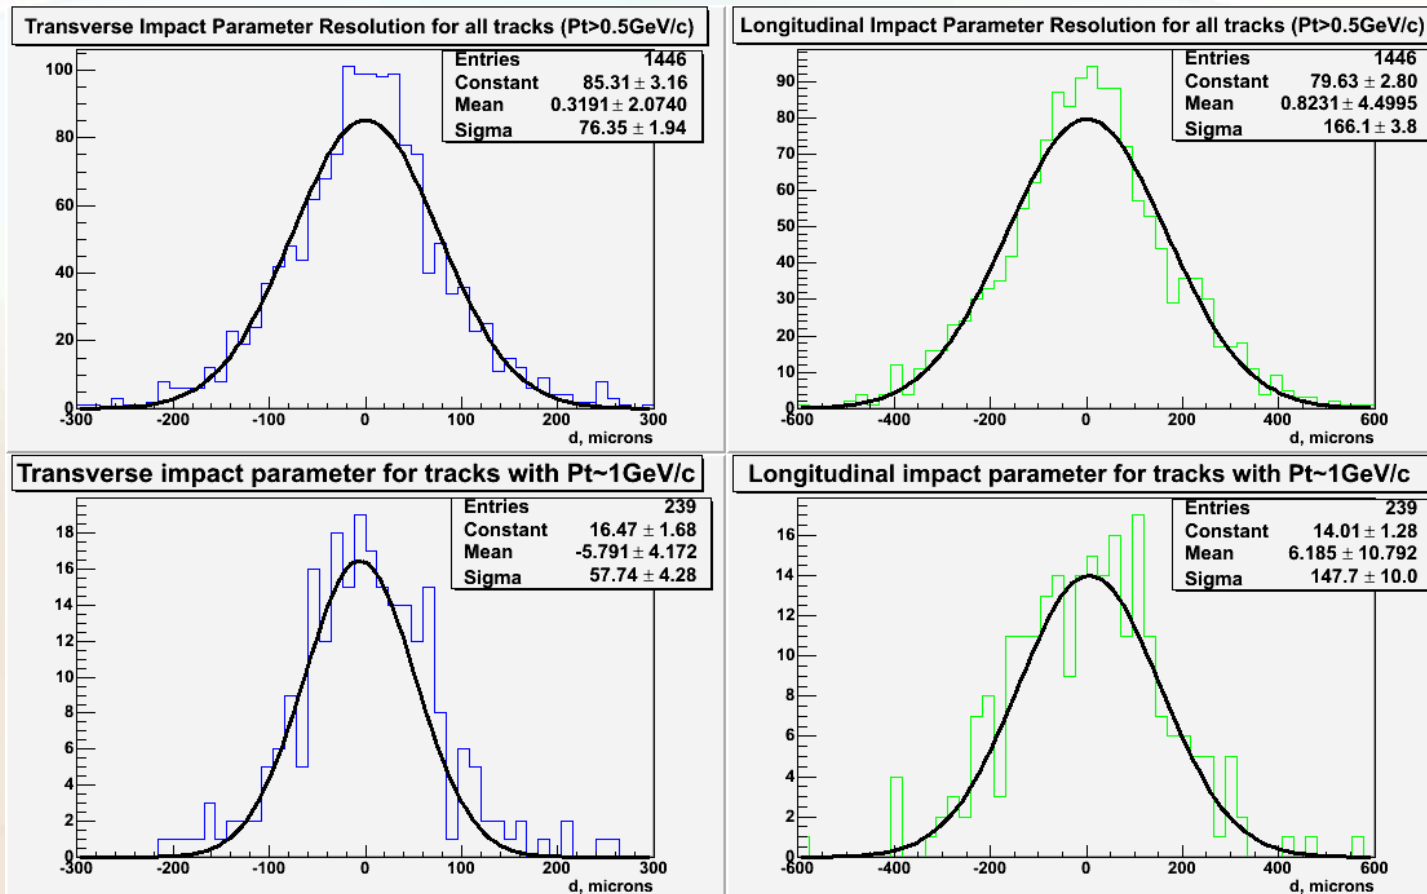 Transverse Impact Parameter Resolution for all tracks (Pt>0.5GeV/c)
Entries 1446
Constant 85.31 ± 3.16
Mean 0.3191 ± 2.0740
Sigma 76.35 ± 1.94
100
80
60
40
20
0
-300 -200 -100 0 100 200 300
d, microns
Longitudinal Impact Parameter Resolution for all tracks (Pt>0.5GeV/c)
Entries 1446
Constant 79.63 ± 2.80
Mean 0.8231 ± 4.4995
Sigma 166.1 ± 3.8
90
80
70
60
50
40
30
20
10
0
-600 -400 -200 0 200 400 600
d, microns
Transverse impact parameter for tracks with Pt~1GeV/c
Entries 239
Constant 16.47 ± 1.68
Mean -5.791 ± 4.172
Sigma 57.74 ± 4.28
18
16
14
12
10
8
6
4
2
0
-300 -200 -100 0 100 200 300
d, microns
Longitudinal impact parameter for tracks with Pt~1GeV/c
Entries 239
Constant 14.01 ± 1.28
Mean 6.185 ± 10.792
Sigma 147.7 ± 10.0
16
14
12
10
8
6
4
2
0
-600 -400 -200 0 200 400 600
d, microns